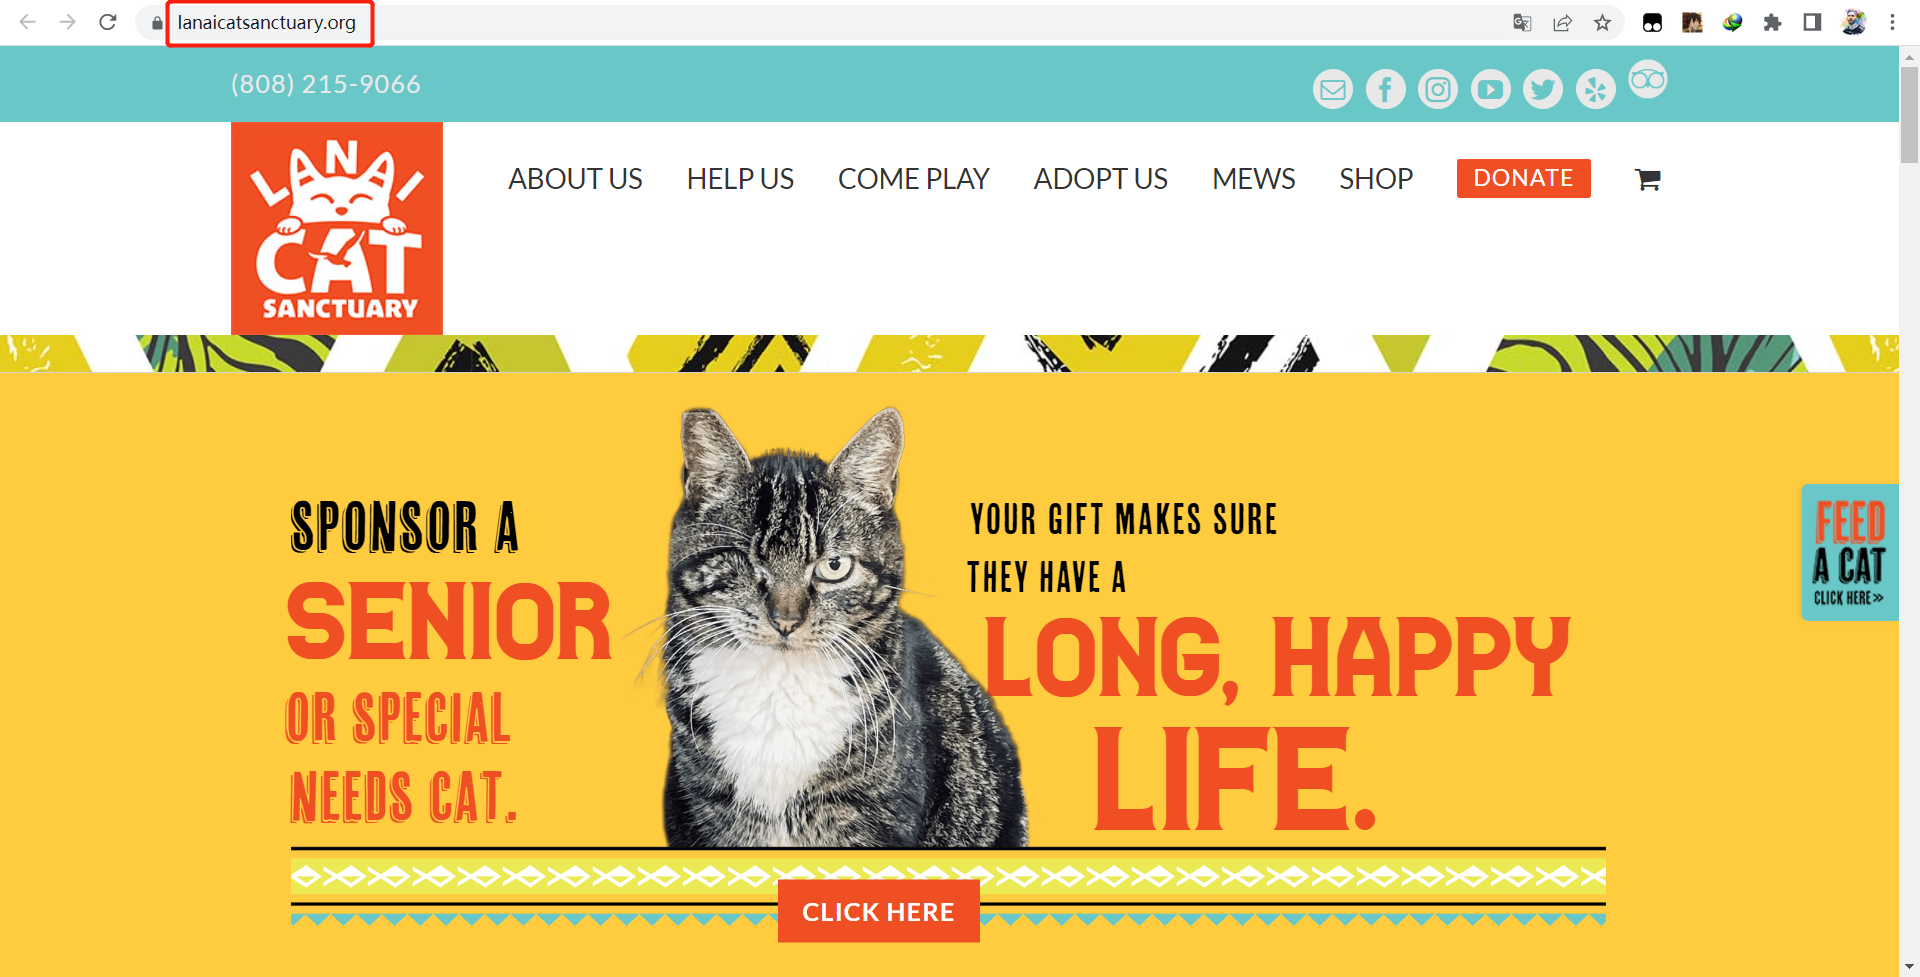 lanaicatsanctuary.org
(808) 215-9066
LANAI
CAT
SANCTUARY
ABOUT US
HELP US
COME PLAY
ADOPT US
MEWS
SHOP
DONATE
SPONSOR A
SENIOR
OR SPECIAL
NEEDS CAT.
YOUR GIFT MAKES SURE
THEY HAVE A
LONG, HAPPY
LIFE.
FEED
A CAT
CLICK HERE»
CLICK HERE